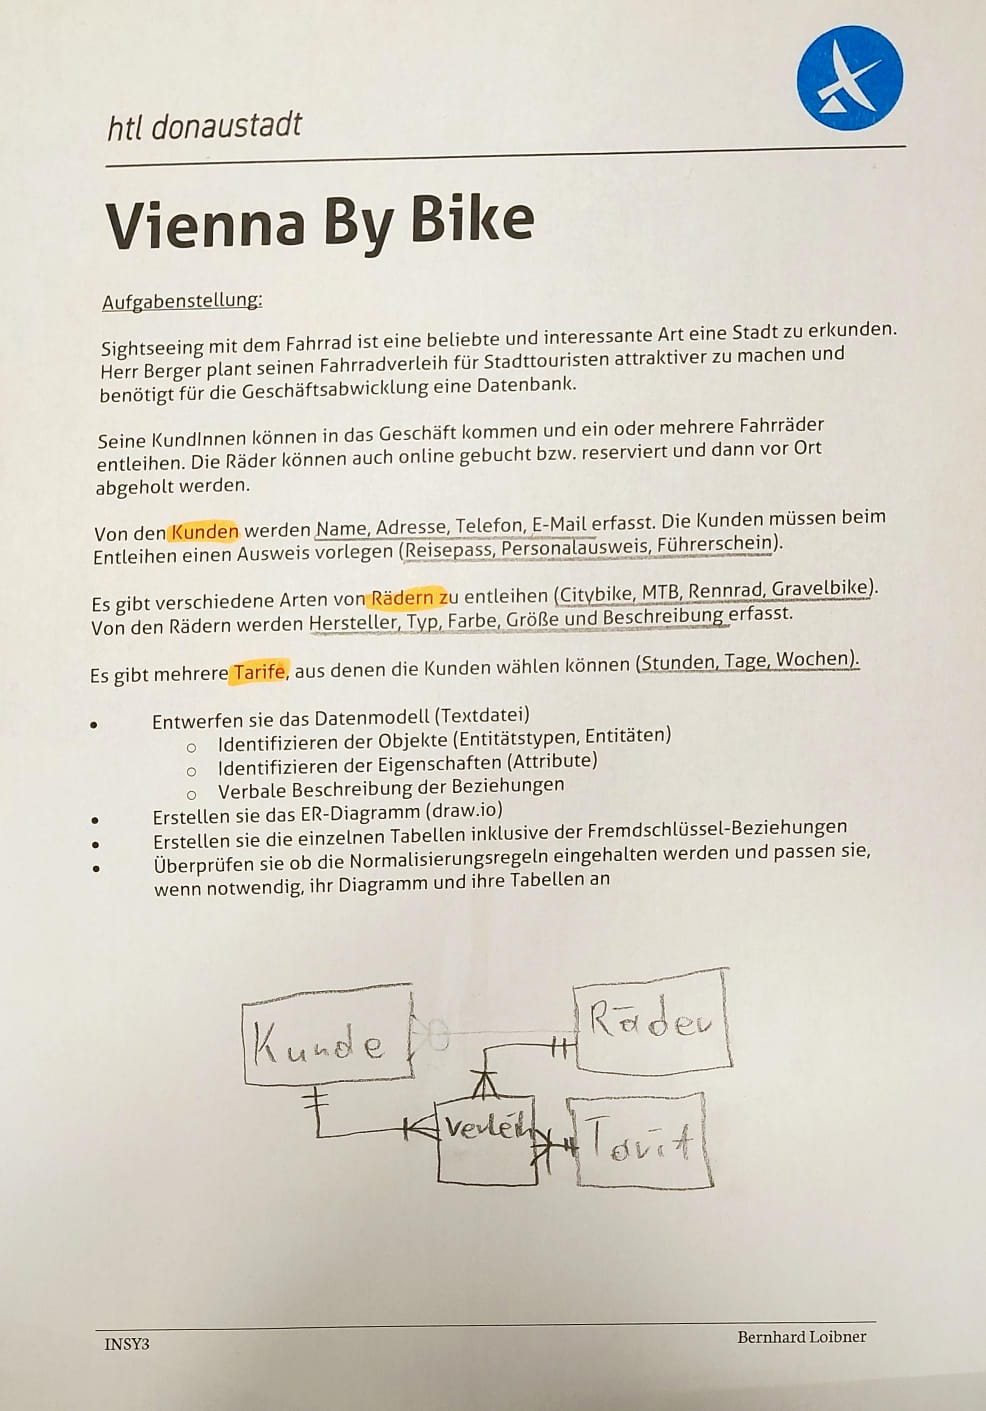 htl donaustadt
Vienna By Bike
Aufgabenstellung:
Sightseeing mit dem Fahrrad ist eine beliebte und interessante Art eine Stadt zu erkunden.
Herr Berger plant seinen Fahrradverleih für Stadttouristen attraktiver zu machen und
benötigt für die Geschäftsabwicklung eine Datenbank.
Seine KundInnen können in das Geschäft kommen und ein oder mehrere Fahrräder
entleihen. Die Räder können auch online gebucht bzw. reserviert und dann vor Ort
abgeholt werden.
Von den Kunden werden Name, Adresse, Telefon, E-Mail erfasst. Die Kunden müssen beim
Entleihen einen Ausweis vorlegen (Reisepass, Personalausweis, Führerschein).
Es gibt verschiedene Arten von Rädern zu entleihen (Citybike, MTB, Rennrad, Gravelbike).
Von den Rädern werden Hersteller, Typ, Farbe, Größe und Beschreibung erfasst.
Es gibt mehrere Tarife, aus denen die Kunden wählen können (Stunden, Tage, Wochen).
• Entwerfen sie das Datenmodell (Textdatei)
o Identifizieren der Objekte (Entitätstypen, Entitäten)
o Identifizieren der Eigenschaften (Attribute)
o Verbale Beschreibung der Beziehungen
• Erstellen sie das ER-Diagramm (draw.io)
• Erstellen sie die einzelnen Tabellen inklusive der Fremdschlüssel-Beziehungen
• Überprüfen sie ob die Normalisierungsregeln eingehalten werden und passen sie,
wenn notwendig, ihr Diagramm und ihre Tabellen an
Kunde
Räder
Verleih
Tarif
INSY3
Bernhard Loibner